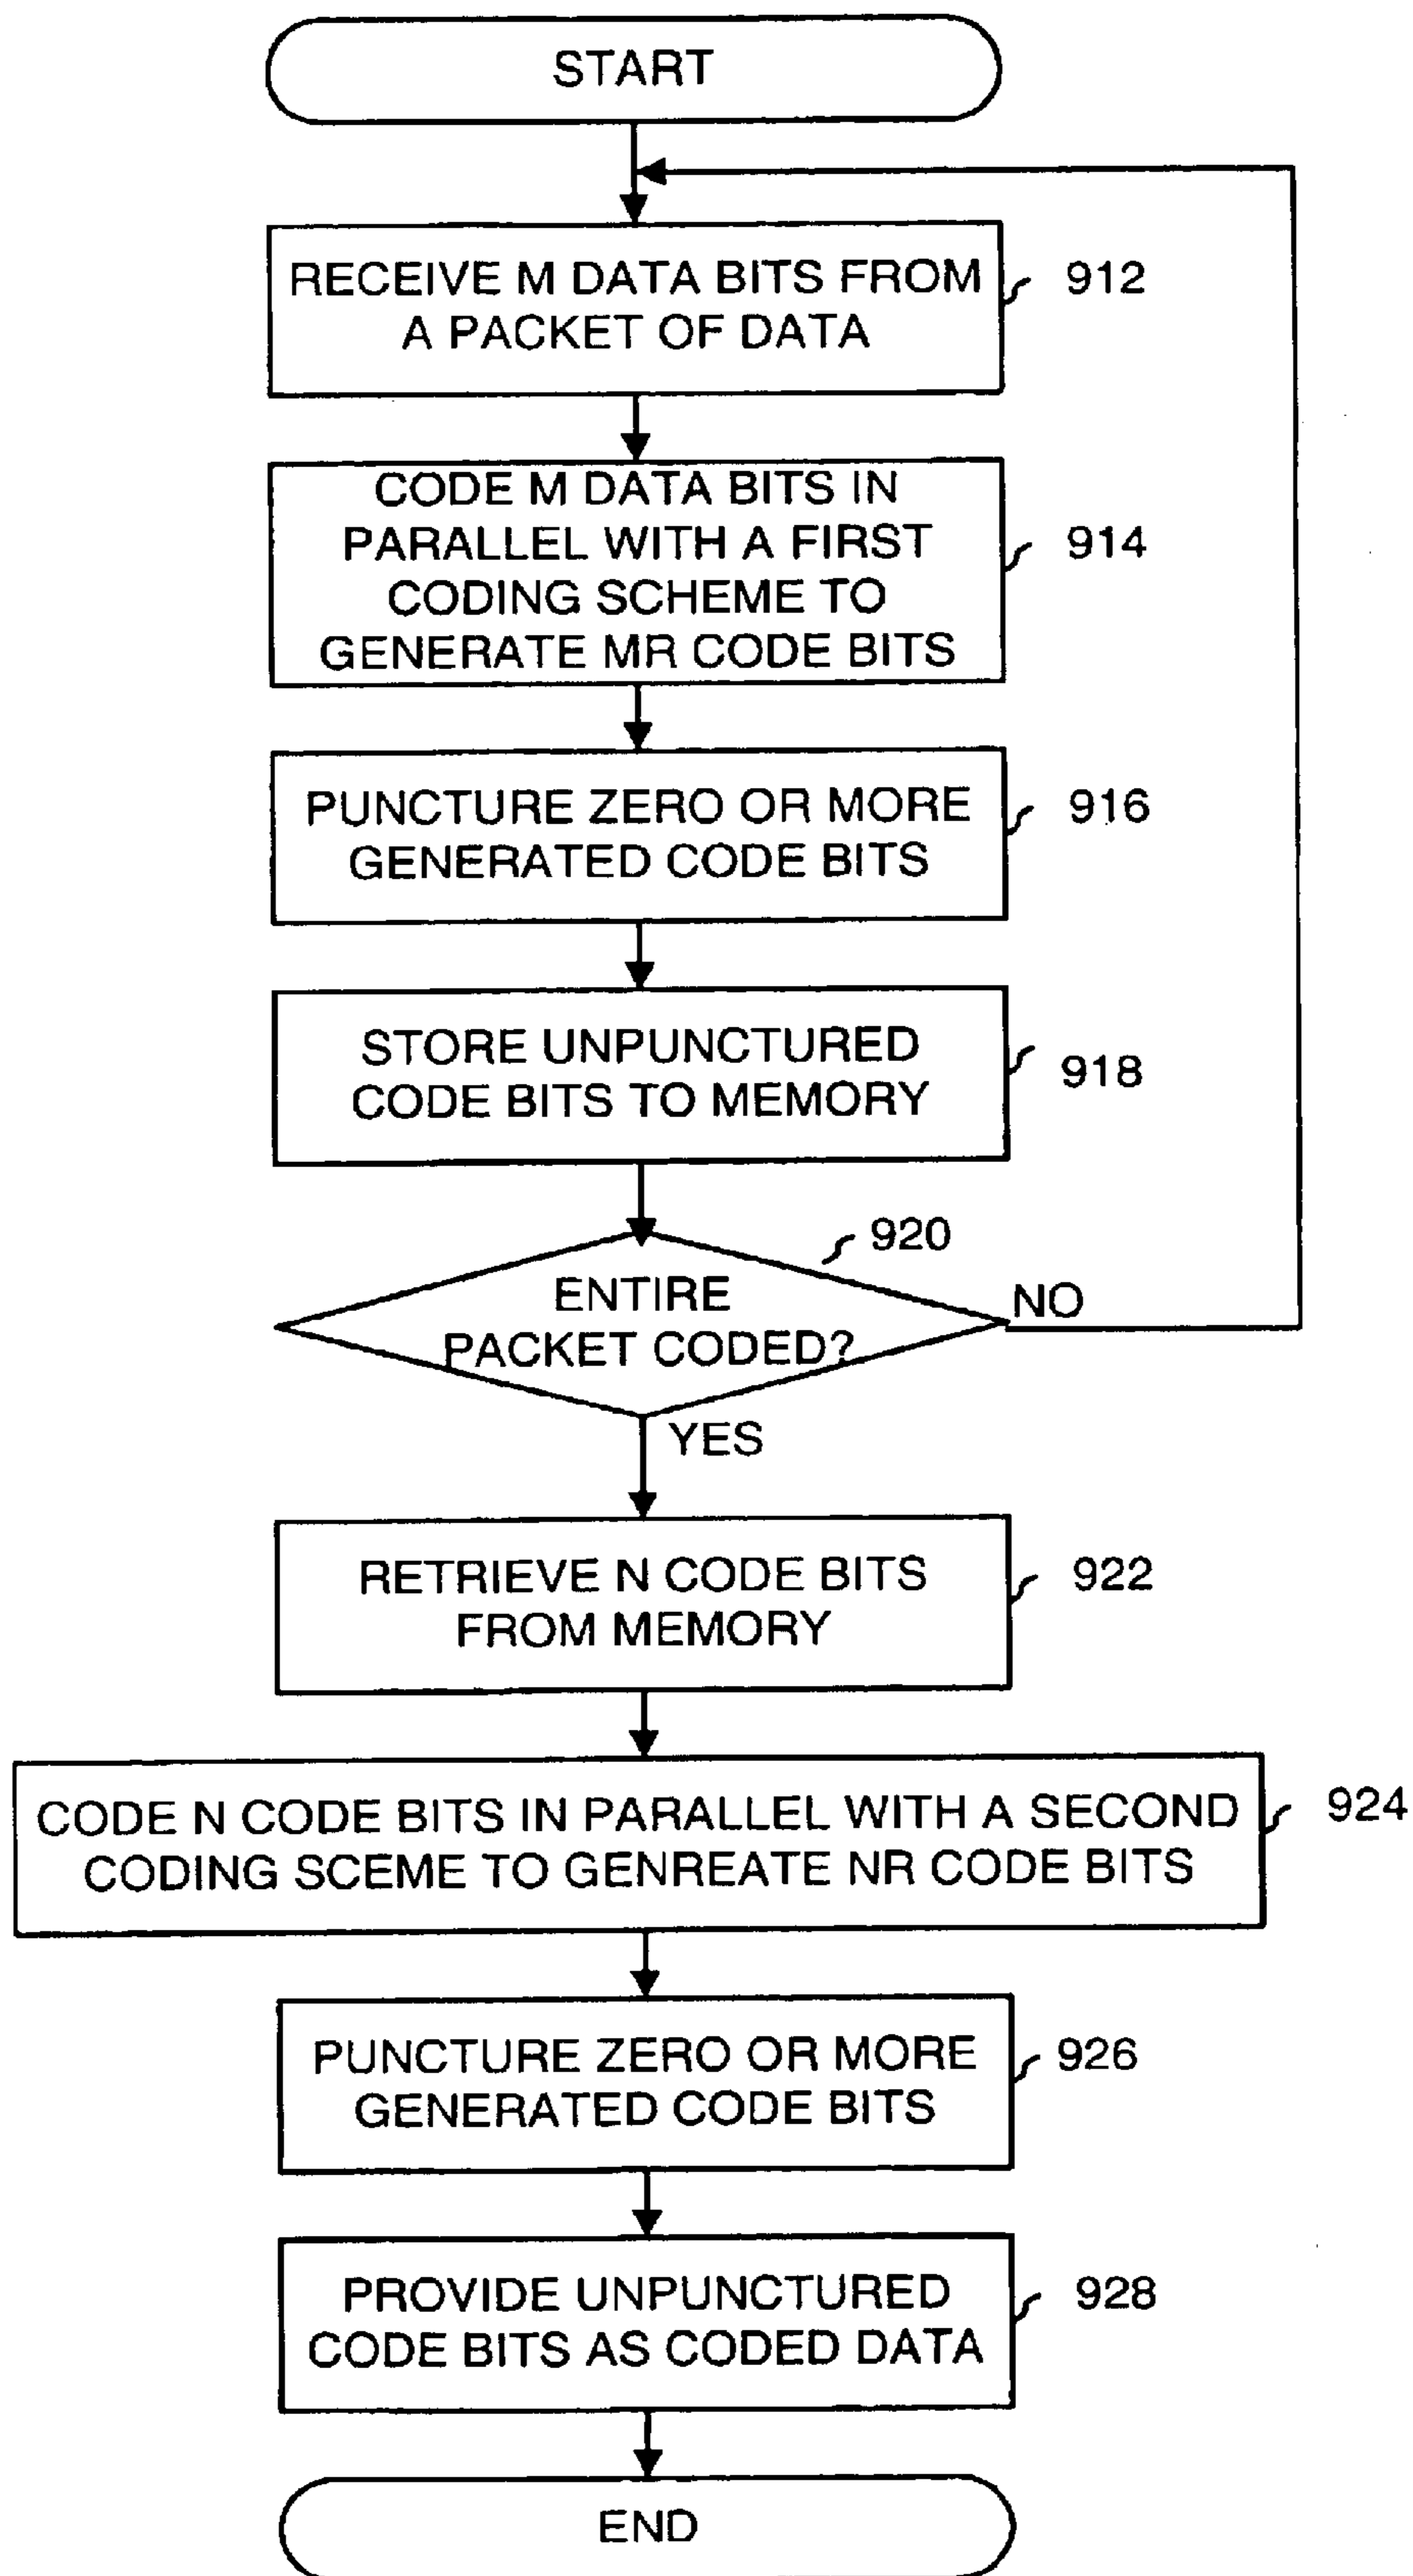 START
RECEIVE M DATA BITS FROM
A PACKET OF DATA
912
CODE M DATA BITS IN
PARALLEL WITH A FIRST
CODING SCHEME TO
GENERATE MR CODE BITS
914
PUNCTURE ZERO OR MORE
GENERATED CODE BITS
916
STORE UNPUNCTURED
CODE BITS TO MEMORY
918
920
ENTIRE
PACKET CODED?
NO
YES
RETRIEVE N CODE BITS
FROM MEMORY
922
CODE N CODE BITS IN PARALLEL WITH A SECOND
CODING SCEME TO GENREATE NR CODE BITS
924
PUNCTURE ZERO OR MORE
GENERATED CODE BITS
926
PROVIDE UNPUNCTURED
CODE BITS AS CODED DATA
928
END